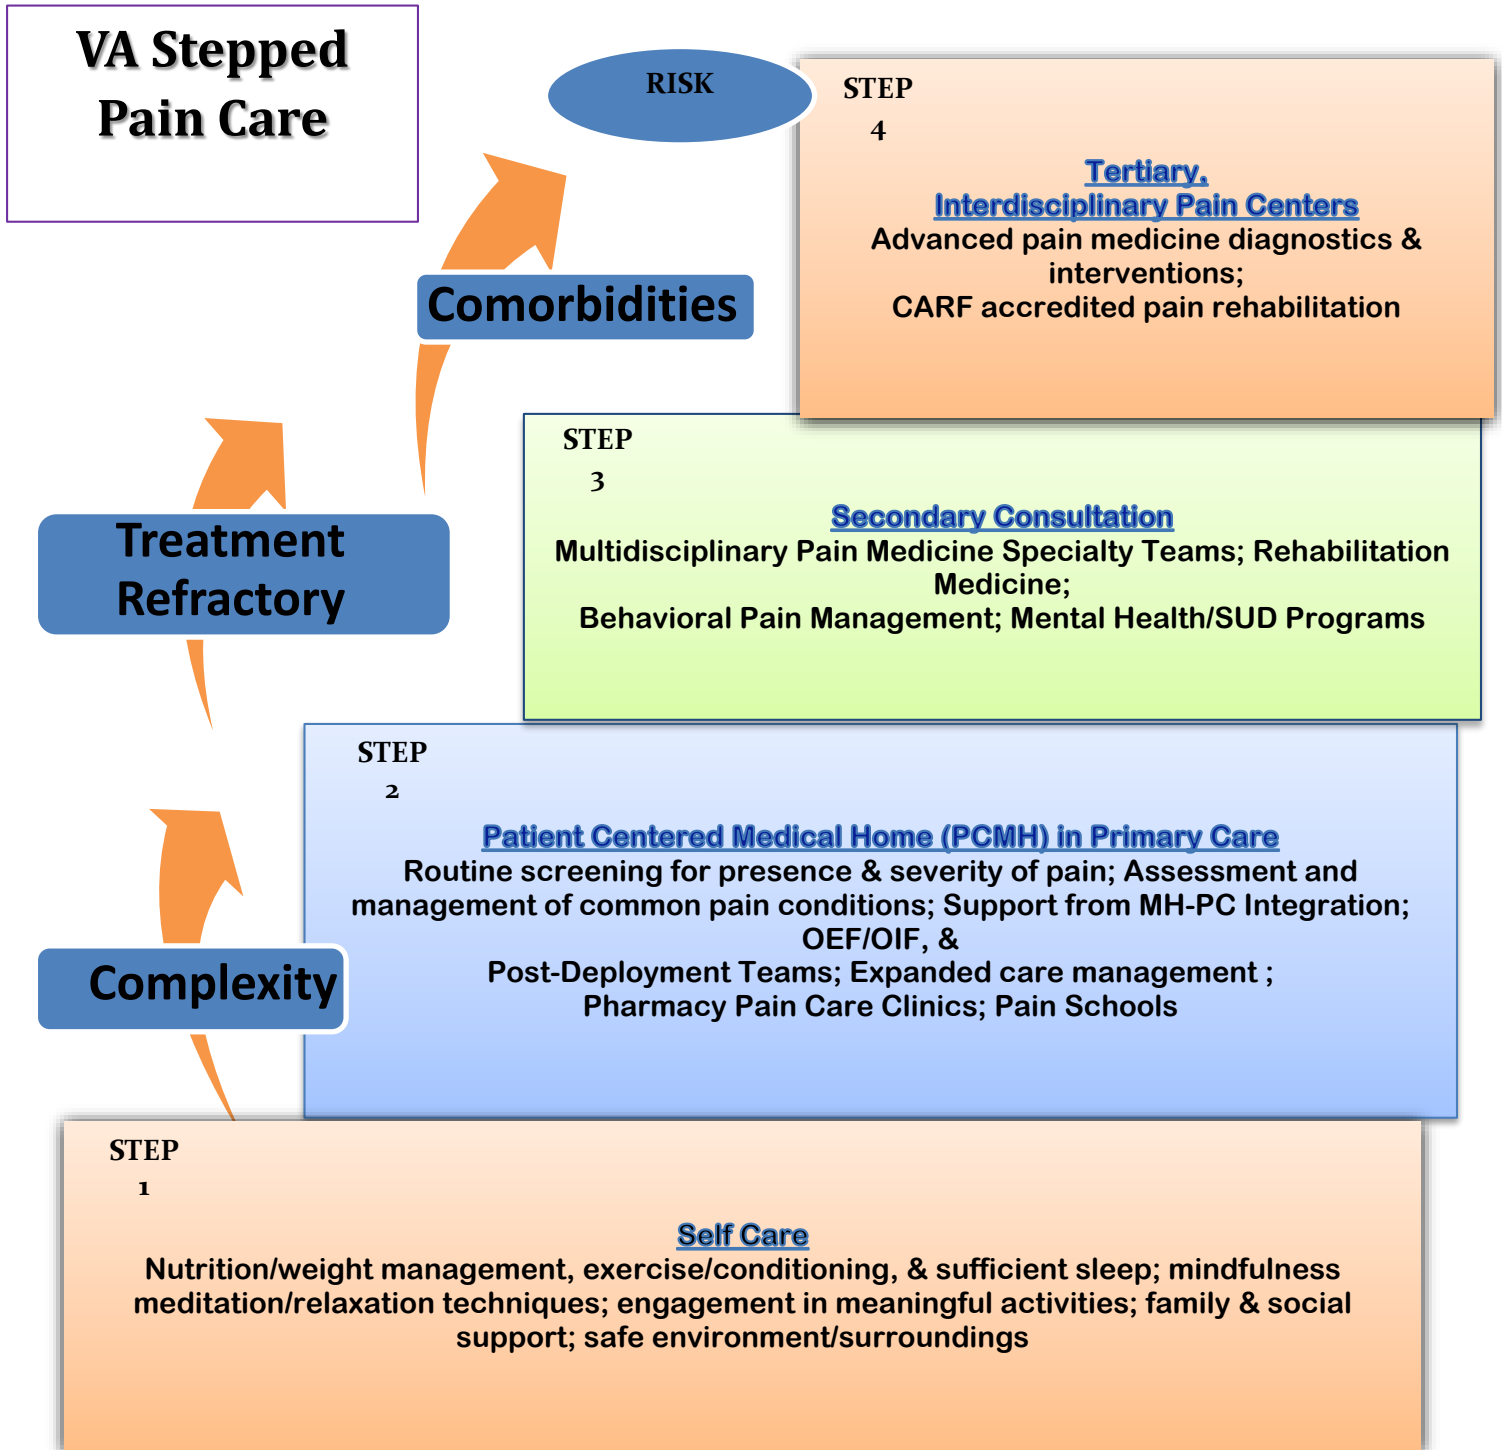 VA Stepped
Pain Care
RISK
STEP
4
Tertiary,
Interdisciplinary Pain Centers
Advanced pain medicine diagnostics &
interventions;
CARF accredited pain rehabilitation
Comorbidities
STEP
3
Secondary Consultation
Multidisciplinary Pain Medicine Specialty Teams; Rehabilitation
Medicine;
Behavioral Pain Management; Mental Health/SUD Programs
Treatment
Refractory
STEP
2
Patient Centered Medical Home (PCMH) in Primary Care
Routine screening for presence & severity of pain; Assessment and
management of common pain conditions; Support from MH-PC Integration;
OEF/OIF, &
Post-Deployment Teams; Expanded care management ;
Pharmacy Pain Care Clinics; Pain Schools
Complexity
STEP
1
Self Care
Nutrition/weight management, exercise/conditioning, & sufficient sleep; mindfulness
meditation/relaxation techniques; engagement in meaningful activities; family & social
support; safe environment/surroundings